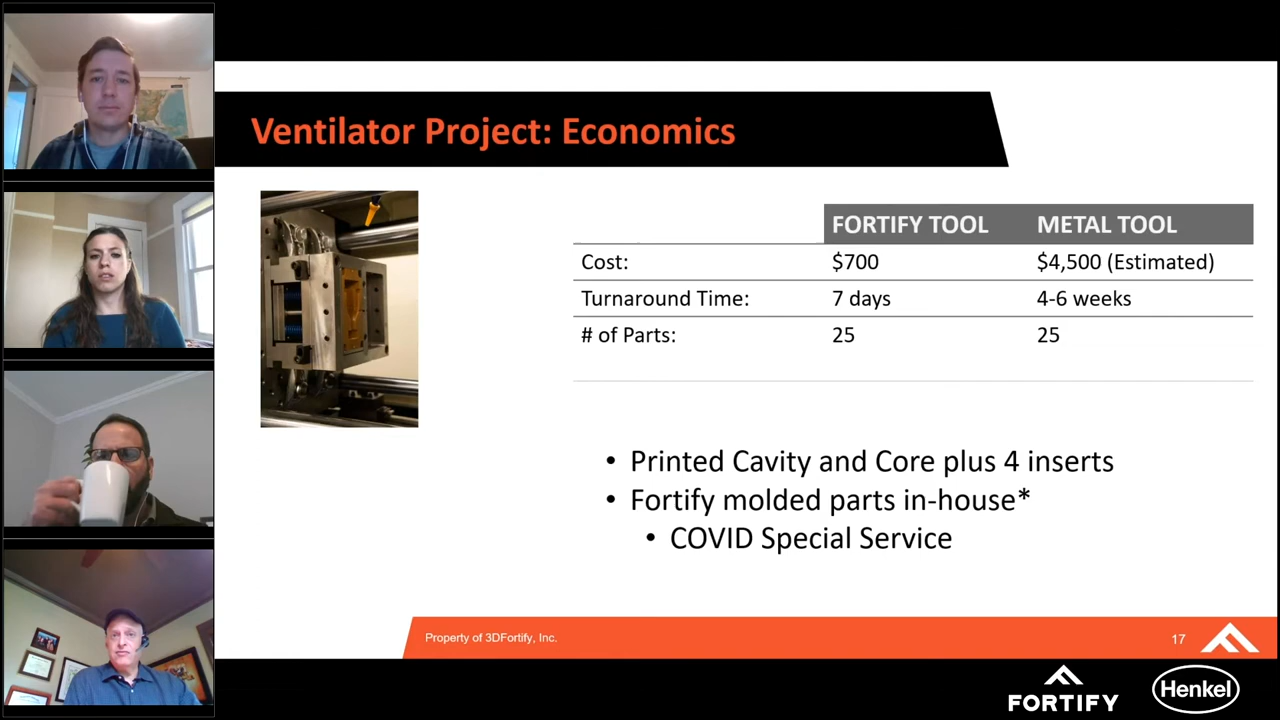 Ventilator Project: Economics
FORTIFY TOOL METAL TOOL
Cost: $700 $4,500 (Estimated)
Turnaround Time: 7 days 4-6 weeks
# of Parts: 25 25
• Printed Cavity and Core plus 4 inserts
• Fortify molded parts in-house*
• COVID Special Service
Property of 3DFortify, Inc.
17
FORTIFY
Henkel